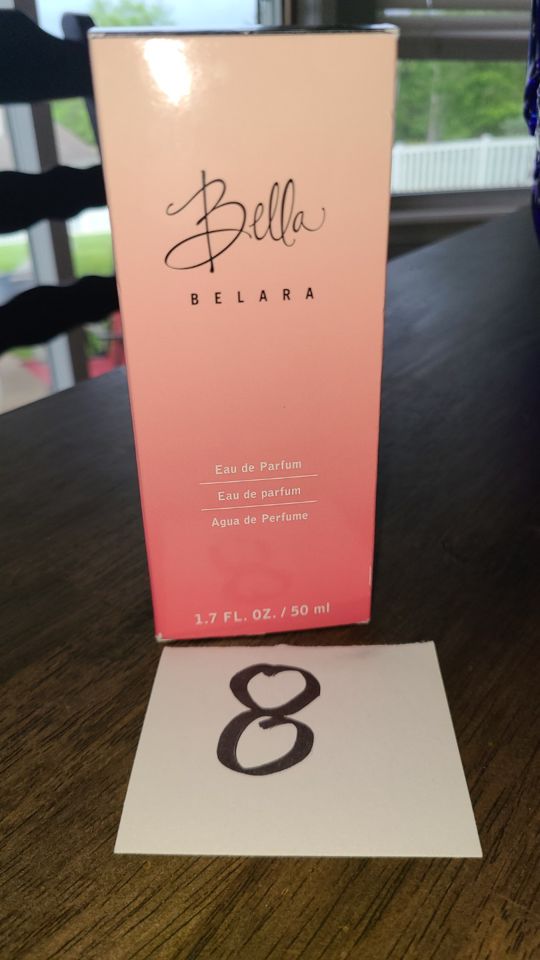 Bella
BELARA
Eau de Parfum
Eau de parfum
Agua de Perfume
1.7 FL. OZ. / 50 ml
8